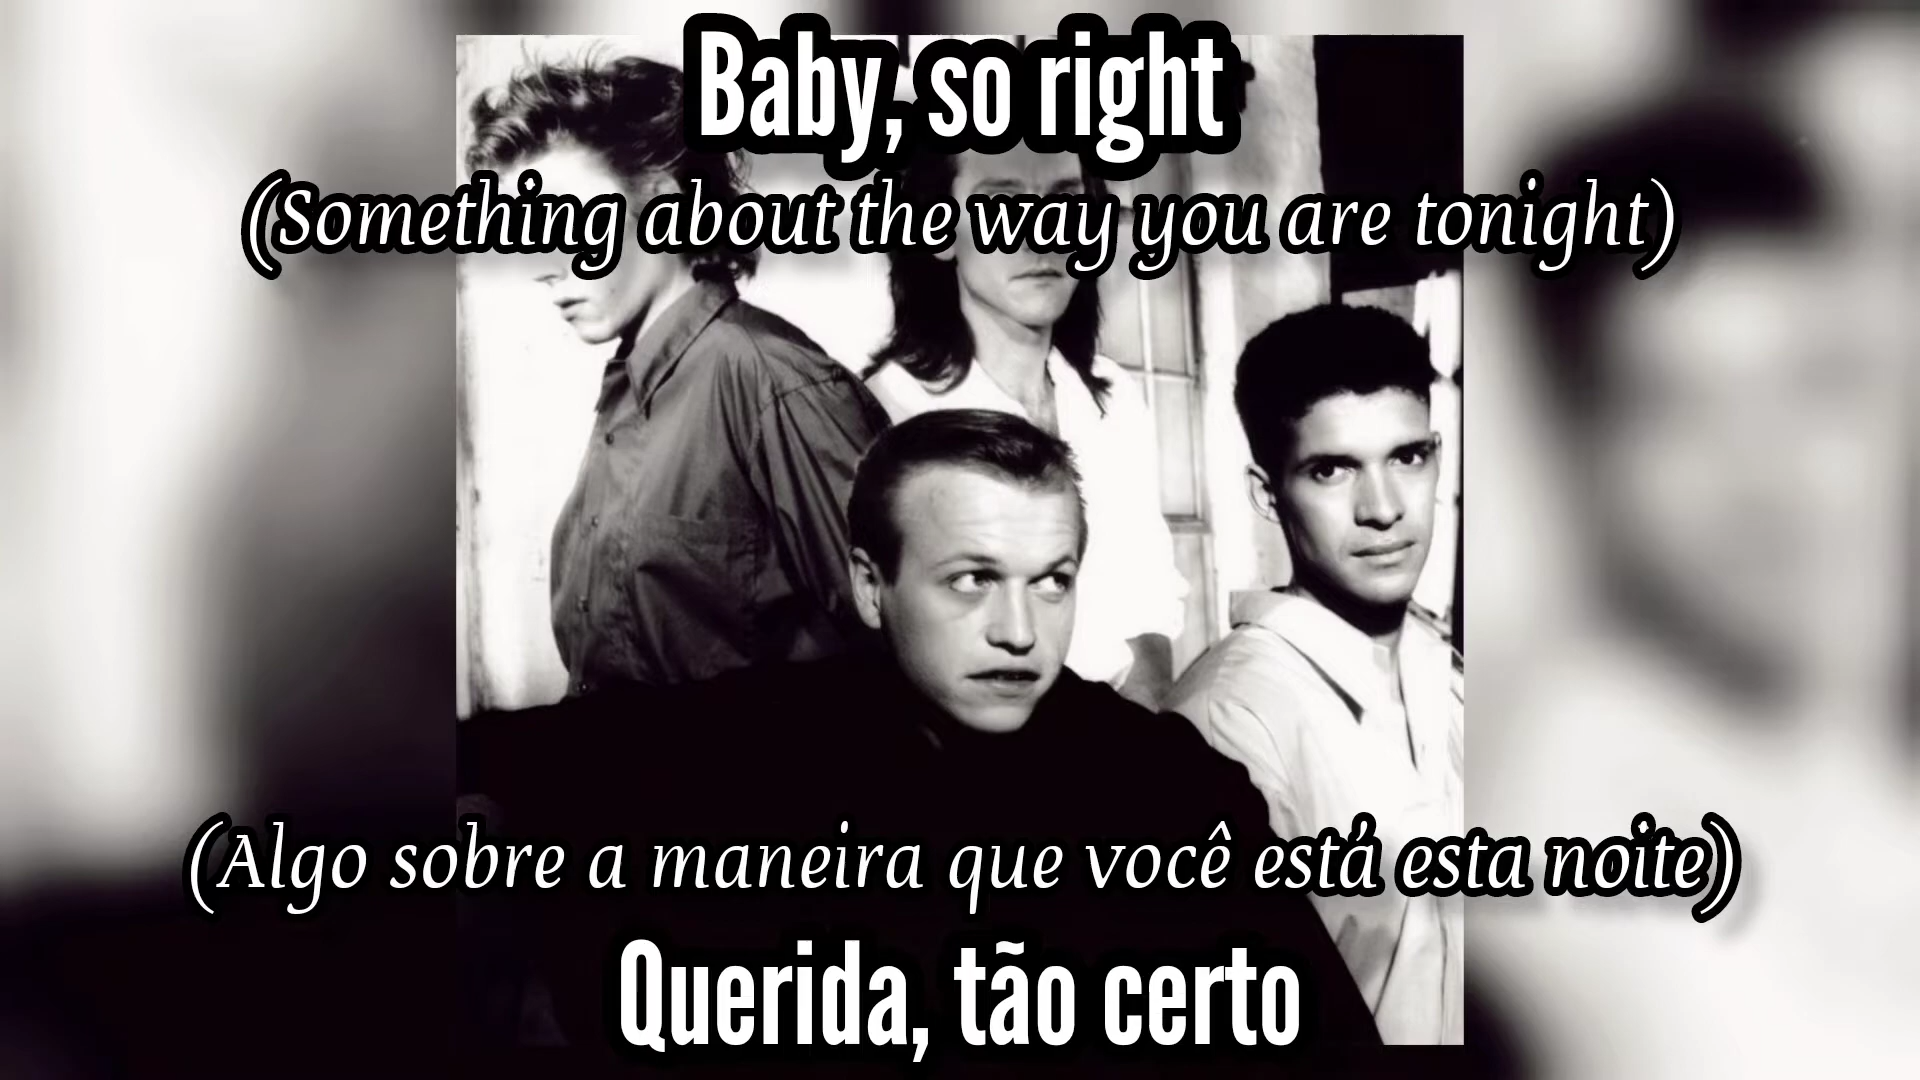 Baby, so right
(Something about the way you are tonight)
(Algo sobre a maneira que você está esta noite)
Querida, tão certo